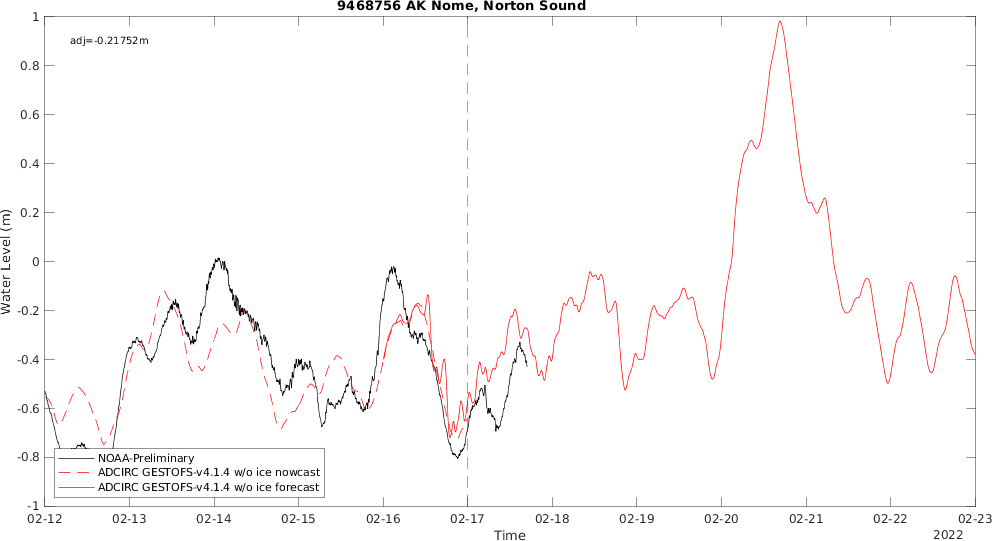 9468756 AK Nome, Norton Sound
adj=-0.21752m
Water Level (m)
1
0.8
0.6
0.4
0.2
0
-0.2
-0.4
-0.6
-0.8
-1
NOAA-Preliminary
ADCIRC GESTOFS-v4.1.4 w/o ice nowcast
ADCIRC GESTOFS-v4.1.4 w/o ice forecast
02-12 02-13 02-14 02-15 02-16 02-17 02-18 02-19 02-20 02-21 02-22 02-23
Time
2022